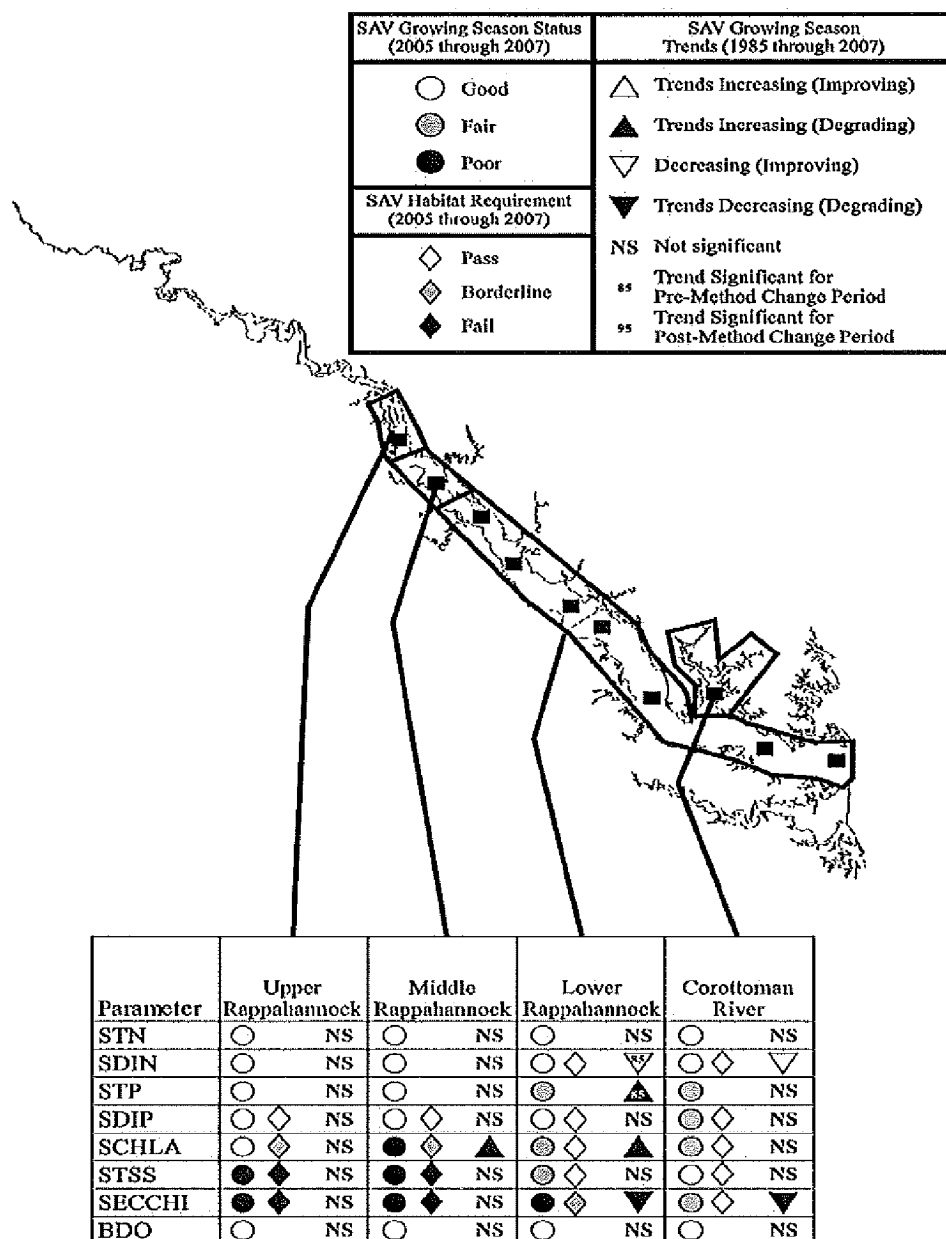 SAV Growing Season Status
(2005 through 2007)
Good
Fair
Poor
SAV Habitat Requirement
(2005 through 2007)
Pass
Borderline
Fail
SAV Growing Season
Trends (1985 through 2007)
Trends Increasing (Improving)
Trends Increasing (Degrading)
Decreasing (Improving)
Trends Decreasing (Degrading)
NS Not significant
85 Trend Significant for
Pre-Method Change Period
95 Trend Significant for
Post-Method Change Period
Parameter Upper Rappahannock Middle Rappahannock Lower Rappahannock Corottoman River
STN NS NS NS NS
SDIN NS NS 85
STP NS NS 85 NS
SDIP NS NS NS NS
SCHLA NS NS
STSS NS NS NS NS
SECCHI NS NS
BDO NS NS NS NS